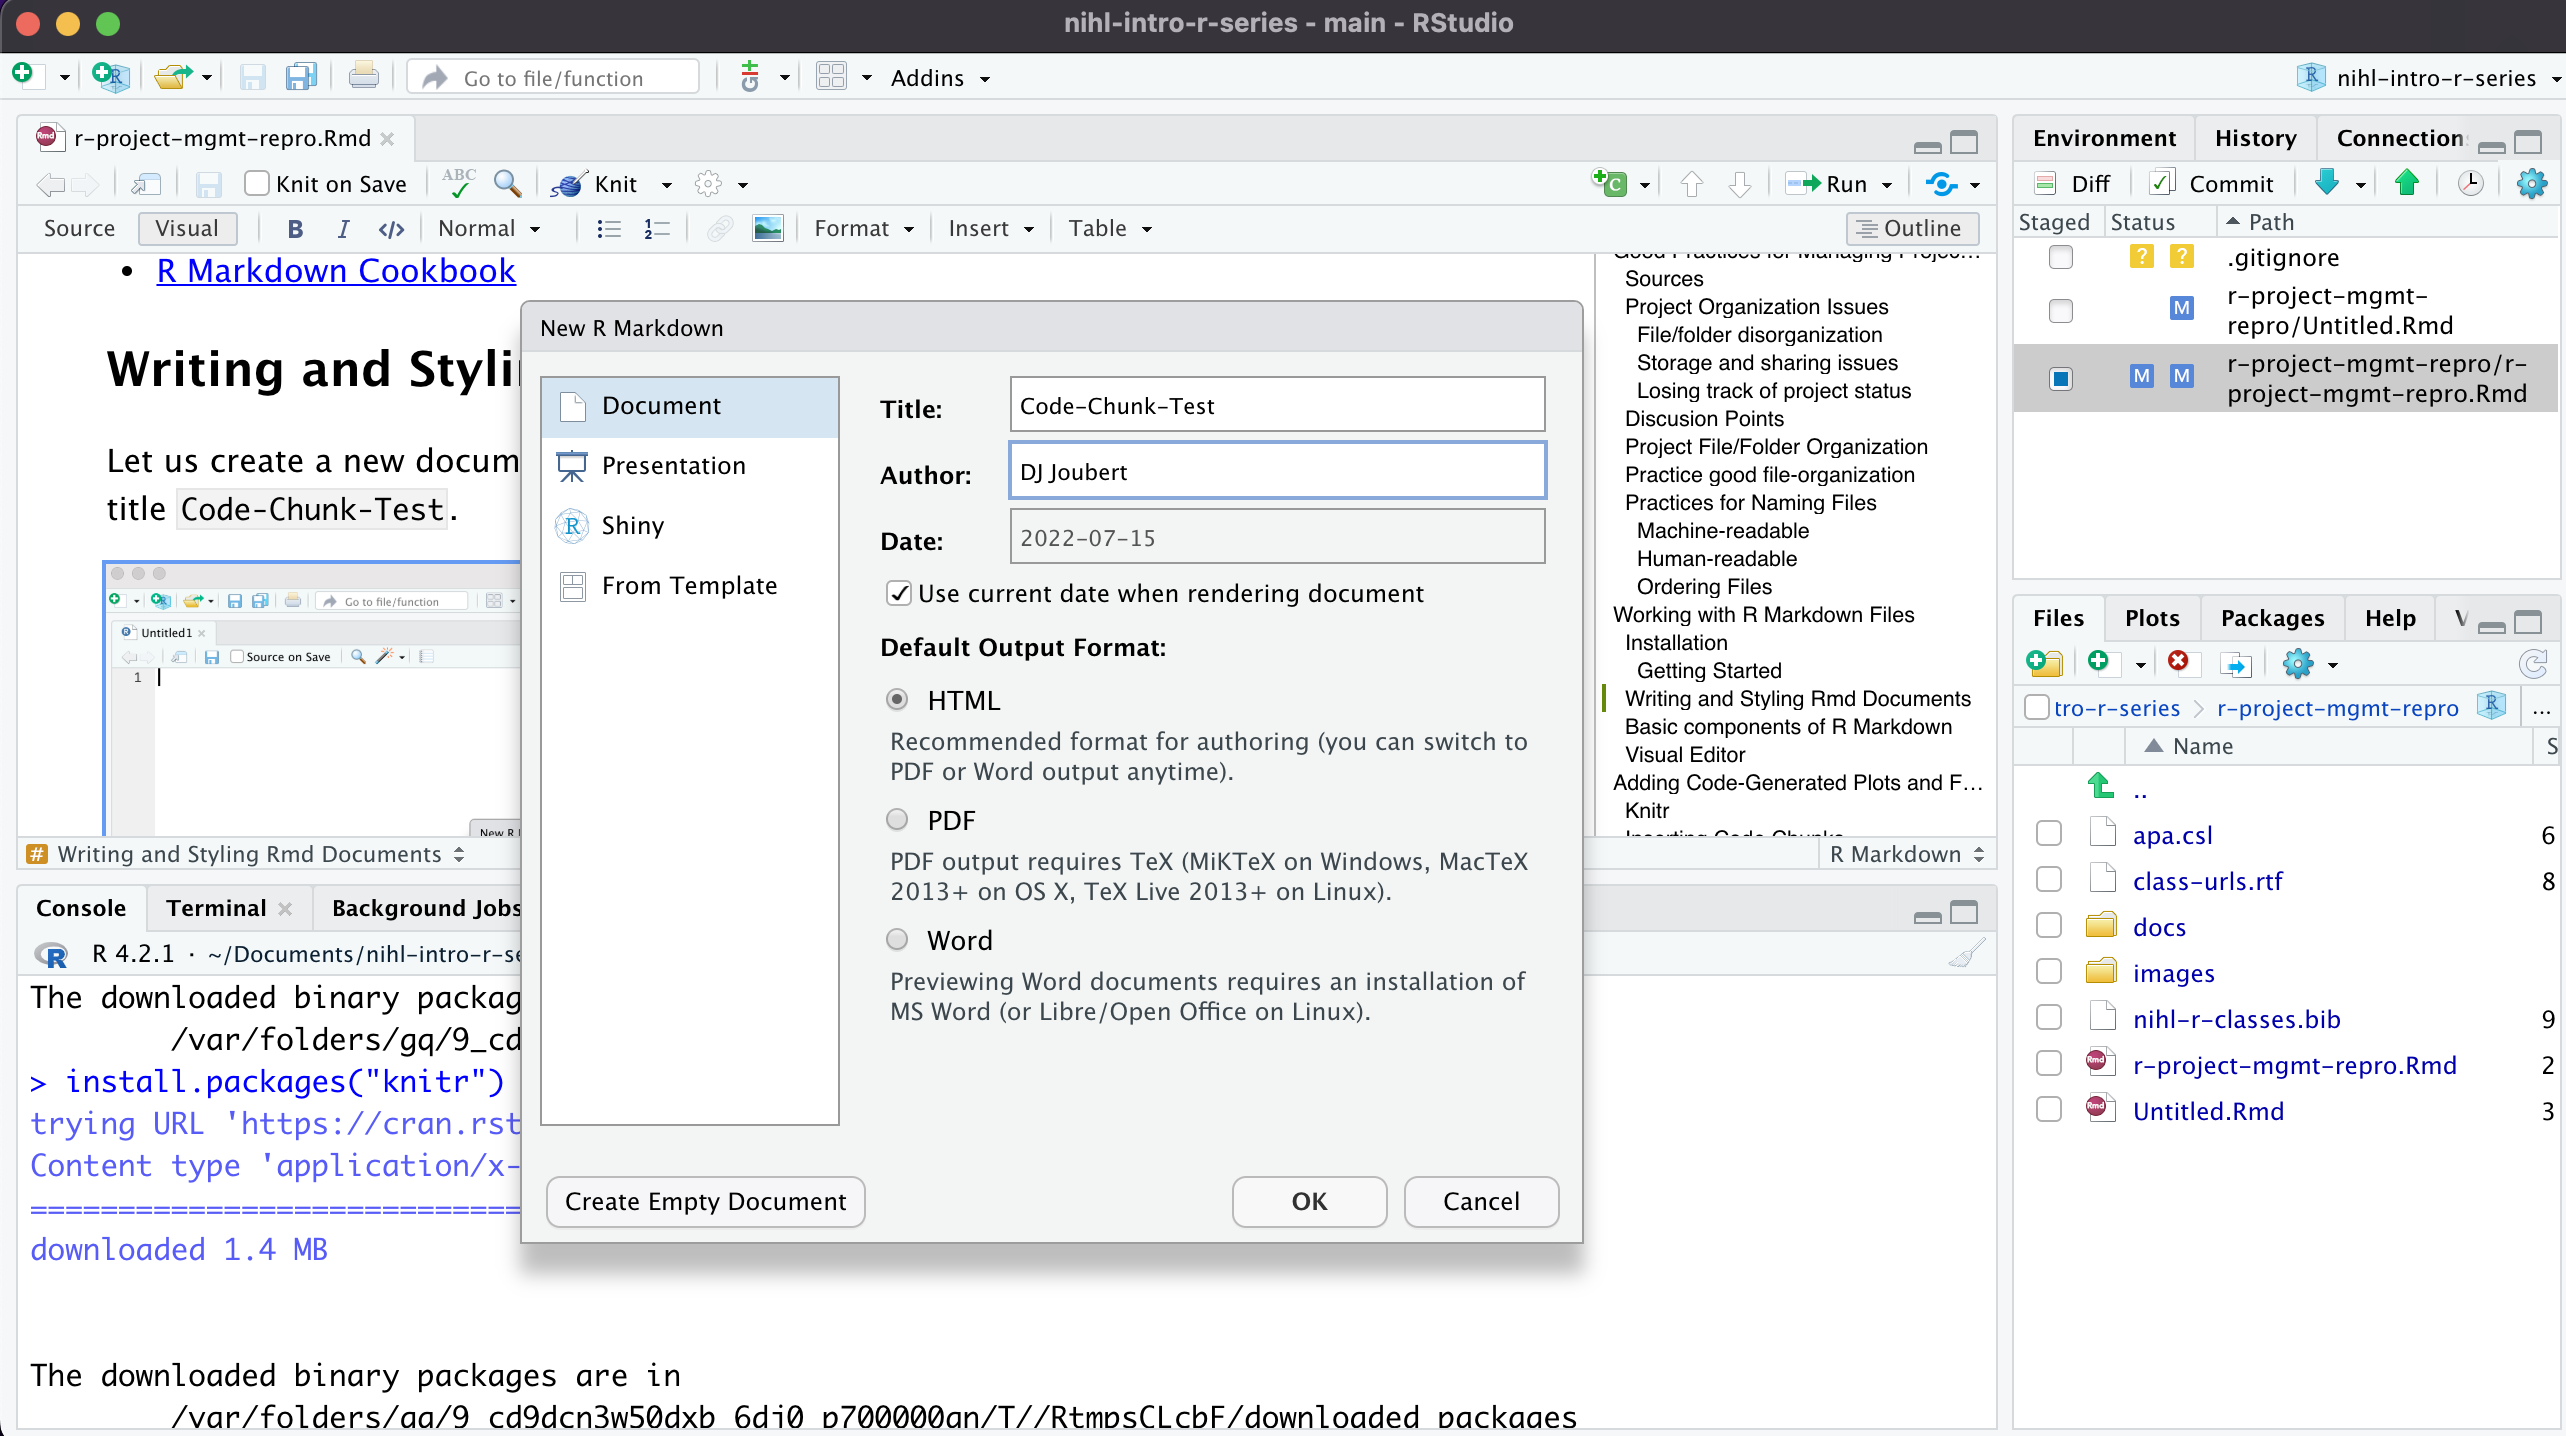 nihl-intro-r-series - main - RStudio
Go to file/function
Addins
nihl-intro-r-series
r-project-mgmt-repro.Rmd
Knit on Save
ABC
Knit
Run
Source
Visual
B
I
</>
Normal
Format
Insert
Table
Outline
R Markdown Cookbook
Writing and Styli
Let us create a new docum
title Code-Chunk-Test.
Go to file/function
Untitled1
Source on Save
1
New R
Sources
Project Organization Issues
File/folder disorganization
Storage and sharing issues
Losing track of project status
Discusion Points
Project File/Folder Organization
Practice good file-organization
Practices for Naming Files
Machine-readable
Human-readable
Ordering Files
Working with R Markdown Files
Installation
Getting Started
Writing and Styling Rmd Documents
Basic components of R Markdown
Visual Editor
Adding Code-Generated Plots and F…
Knitr
Inserting Code Chunks
# Writing and Styling Rmd Documents
R Markdown
New R Markdown
Document
Presentation
Shiny
From Template
Title:
Code-Chunk-Test
Author:
DJ Joubert
Date:
2022-07-15
Use current date when rendering document
Default Output Format:
HTML
Recommended format for authoring (you can switch to
PDF or Word output anytime).
PDF
PDF output requires TeX (MiKTeX on Windows, MacTeX
2013+ on OS X, TeX Live 2013+ on Linux).
Word
Previewing Word documents requires an installation of
MS Word (or Libre/Open Office on Linux).
Create Empty Document
OK
Cancel
Console
Terminal
Background Jobs
R 4.2.1 · ~/Documents/nihl-intro-r-se
The downloaded binary packag
/var/folders/gq/9_cd
> install.packages("knitr")
trying URL 'https://cran.rst
Content type 'application/x-
============================
downloaded 1.4 MB
The downloaded binary packages are in
/var/folders/gq/9_cd9dcn3w50dxb_6dj0_p700000gn/T//RtmpsCLcbF/downloaded_packages
Environment
History
Connection
Diff
Commit
Staged
Status
Path
? ? .gitignore
M r-project-mgmt-
repro/Untitled.Rmd
M M r-project-mgmt-repro/r-
project-mgmt-repro.Rmd
Files
Plots
Packages
Help
V
tro-r-series
r-project-mgmt-repro
...
Name
S
..
apa.csl 6
class-urls.rtf 8
docs
images
nihl-r-classes.bib 9
r-project-mgmt-repro.Rmd 2
Untitled.Rmd 3